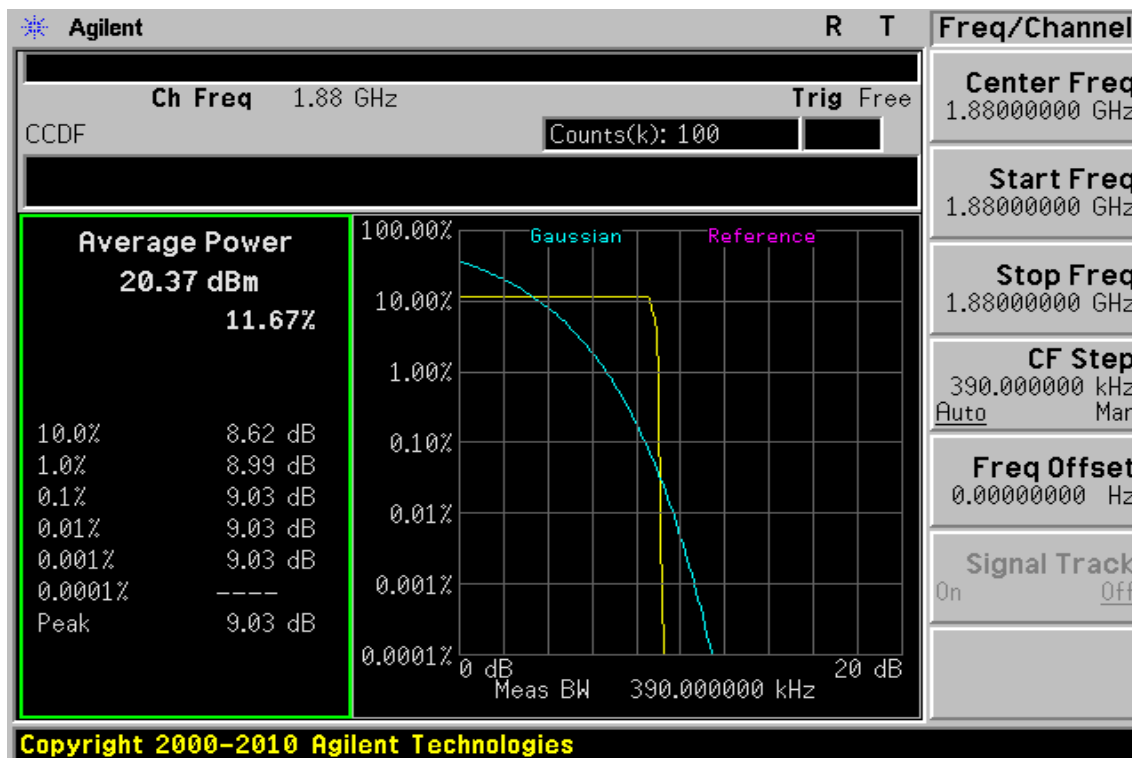 Agilent R T
Ch Freq 1.88 GHz Trig Free
CCDF Counts(k): 100
Average Power
20.37 dBm
11.67%
10.0% 8.62 dB
1.0% 8.99 dB
0.1% 9.03 dB
0.01% 9.03 dB
0.001% 9.03 dB
0.0001% ----
Peak 9.03 dB
Gaussian Reference
100.00%
10.00%
1.00%
0.10%
0.01%
0.001%
0.0001%
0 dB 20 dB
Meas BW 390.000000 kHz
Freq/Channel
Center Freq
1.88000000 GHz
Start Freq
1.88000000 GHz
Stop Freq
1.88000000 GHz
CF Step
390.000000 kHz
Auto Man
Freq Offset
0.00000000 Hz
Signal Track
On Off
Copyright 2000-2010 Agilent Technologies